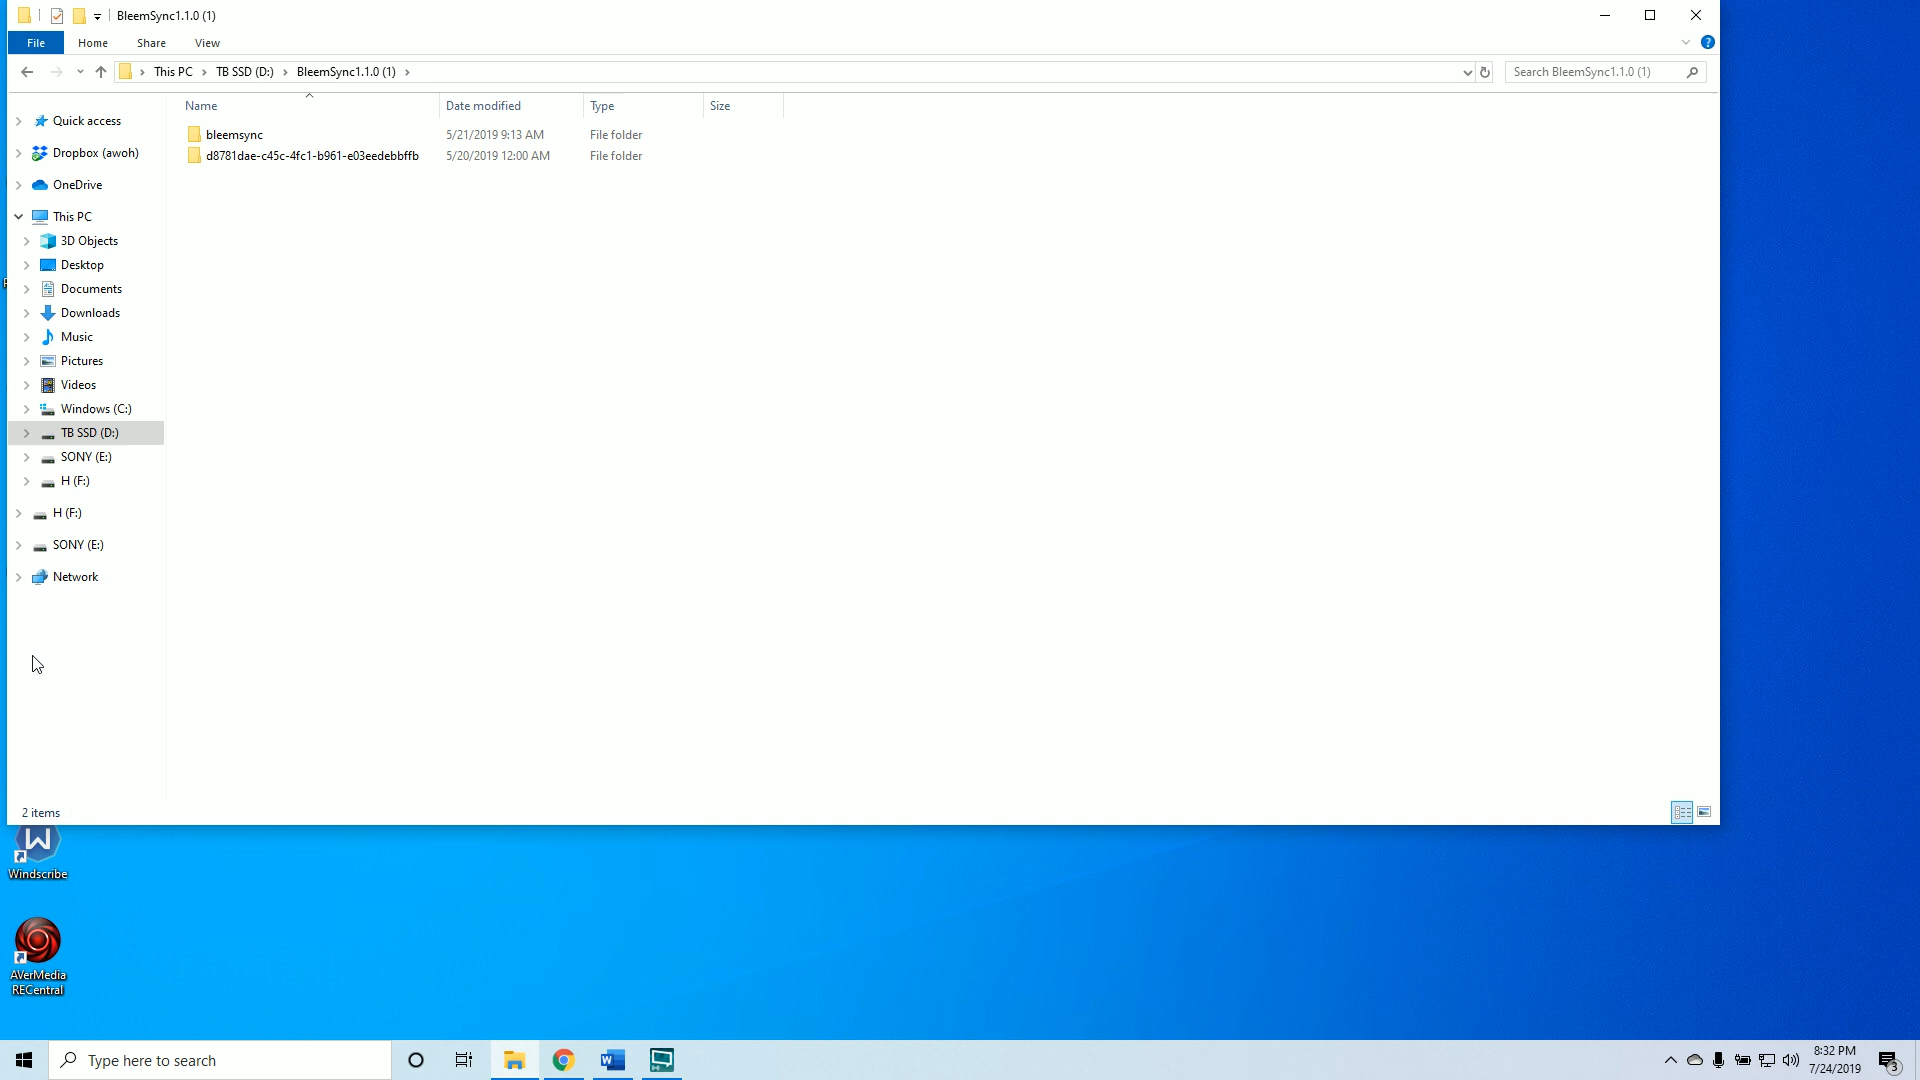 BleemSync1.1.0 (1)
File Home Share View
This PC TB SSD (D:) BleemSync1.1.0 (1)
Search BleemSync1.1.0 (1)
Name Date modified Type Size
bleemsync 5/21/2019 9:13 AM File folder
d8781dae-c45c-4fc1-b961-e03eedebbffb 5/20/2019 12:00 AM File folder
Quick access
Dropbox (awoh)
OneDrive
This PC
3D Objects
Desktop
Documents
Downloads
Music
Pictures
Videos
Windows (C:)
TB SSD (D:)
SONY (E:)
H (F:)
H (F:)
SONY (E:)
Network
2 items
Windscribe
AVerMedia
RECentral
Type here to search
8:32 PM
7/24/2019
3